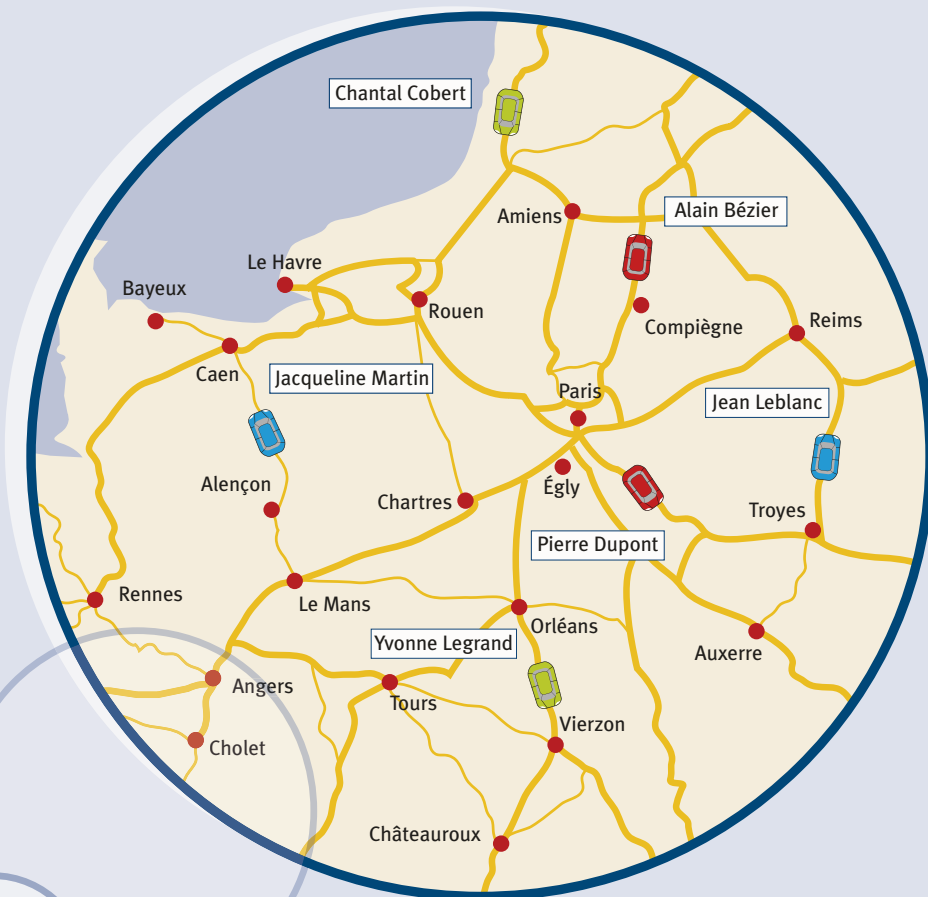 Chantal Cobert
Amiens
Alain Bézier
Le Havre
Bayeux
Rouen
Compiègne
Reims
Caen
Jacqueline Martin
Paris
Jean Leblanc
Alençon
Chartres
Égly
Troyes
Pierre Dupont
Rennes
Le Mans
Orléans
Yvonne Legrand
Auxerre
Angers
Tours
Vierzon
Cholet
Châteauroux